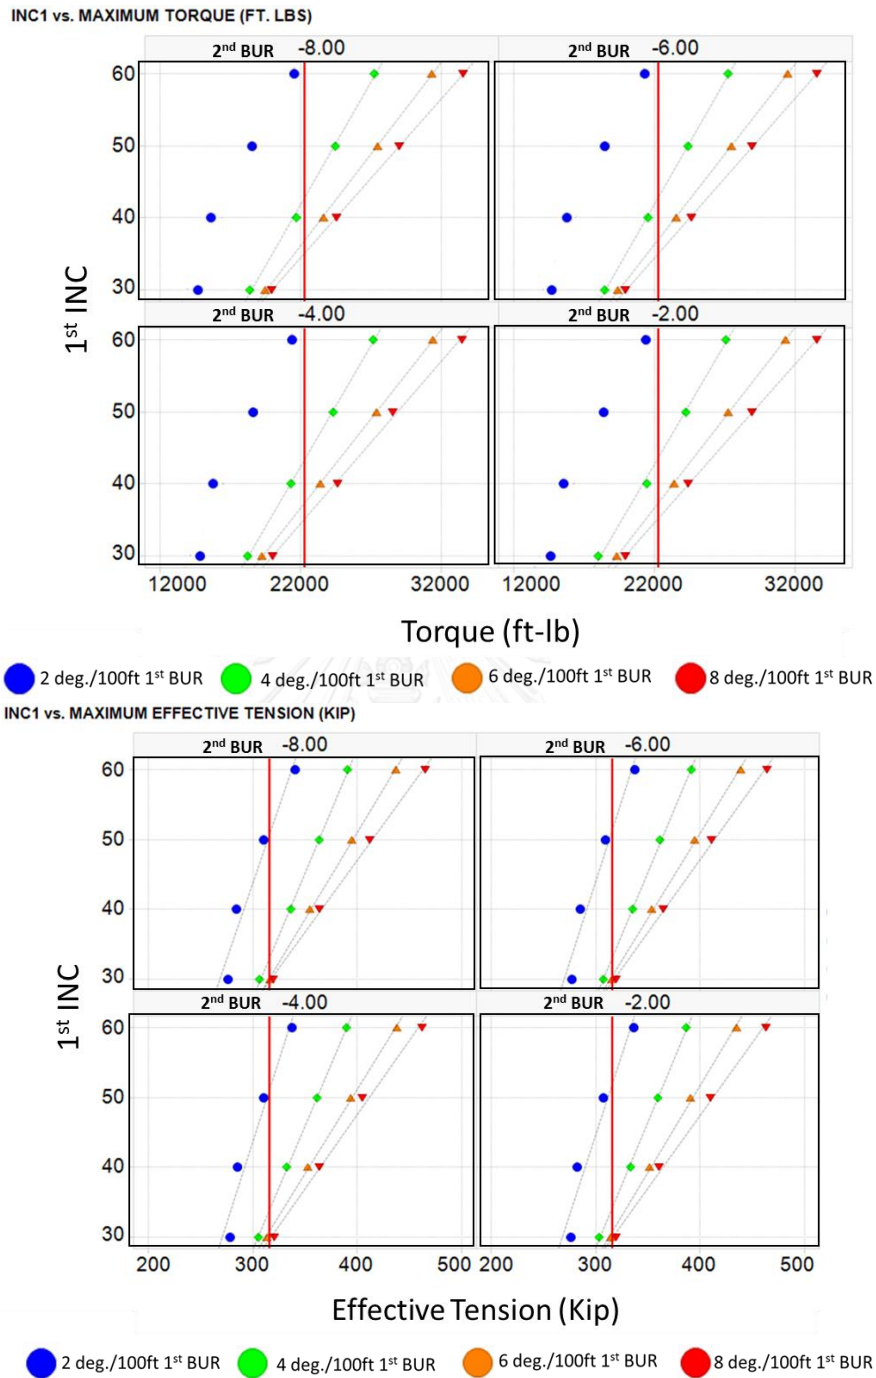 INC1 vs. MAXIMUM TORQUE (FT. LBS)
2nd BUR -8.00
2nd BUR -6.00
60
50
40
30
2nd BUR -4.00
2nd BUR -2.00
60
50
40
30
1st INC
12000 22000 32000 12000 22000 32000
Torque (ft-lb)
2 deg./100ft 1st BUR
4 deg./100ft 1st BUR
6 deg./100ft 1st BUR
8 deg./100ft 1st BUR
INC1 vs. MAXIMUM EFFECTIVE TENSION (KIP)
2nd BUR -8.00
2nd BUR -6.00
60
50
40
30
2nd BUR -4.00
2nd BUR -2.00
60
50
40
30
1st INC
200 300 400 500 200 300 400 500
Effective Tension (Kip)
2 deg./100ft 1st BUR
4 deg./100ft 1st BUR
6 deg./100ft 1st BUR
8 deg./100ft 1st BUR